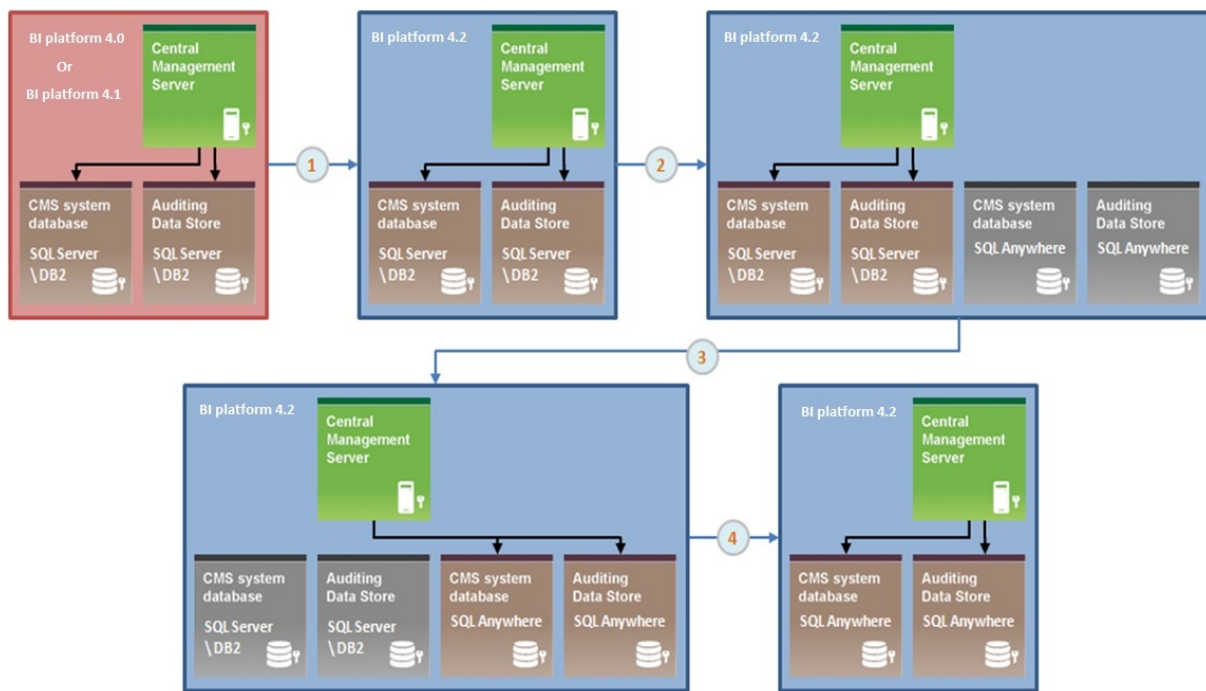 BI platform 4.0
Or
BI platform 4.1
Central
Management
Server
CMS system
database
SQL Server
\DB2
Auditing
Data Store
SQL Server
\DB2
1
BI platform 4.2
Central
Management
Server
CMS system
database
SQL Server
\DB2
Auditing
Data Store
SQL Server
\DB2
2
BI platform 4.2
Central
Management
Server
CMS system
database
SQL Server
\DB2
Auditing
Data Store
SQL Server
\DB2
CMS system
database
SQL Anywhere
Auditing
Data Store
SQL Anywhere
3
BI platform 4.2
Central
Management
Server
CMS system
database
SQL Server
\DB2
Auditing
Data Store
SQL Server
\DB2
CMS system
database
SQL Anywhere
Auditing
Data Store
SQL Anywhere
4
BI platform 4.2
Central
Management
Server
CMS system
database
SQL Anywhere
Auditing
Data Store
SQL Anywhere